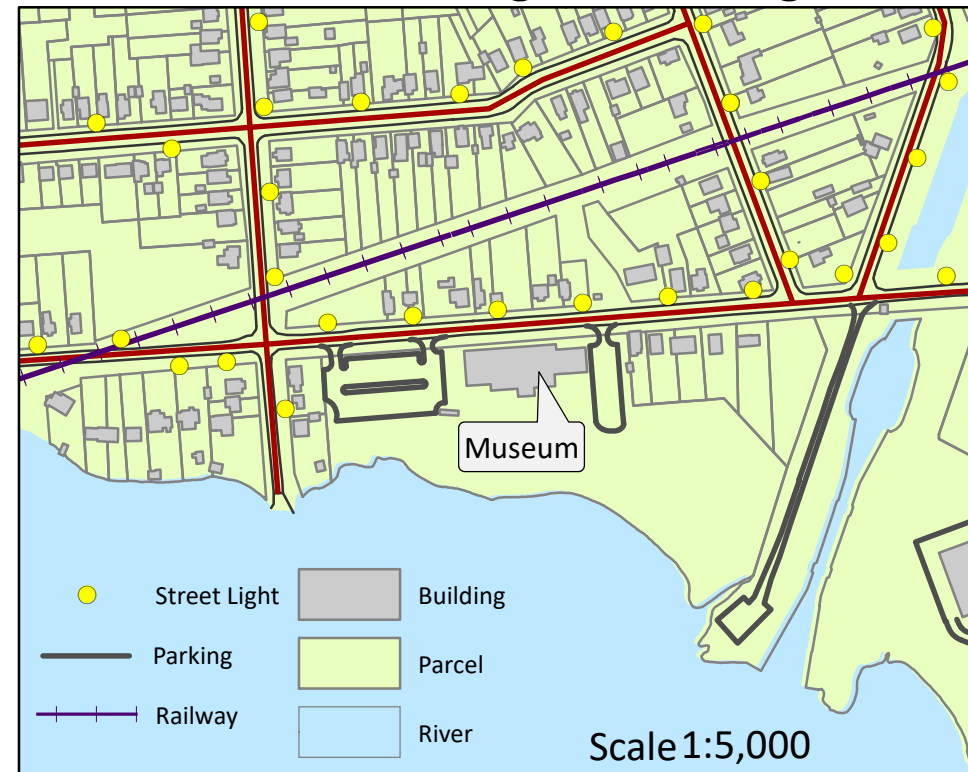 Museum
Street Light
Parking
Railway
Building
Parcel
River
Scale 1:5,000